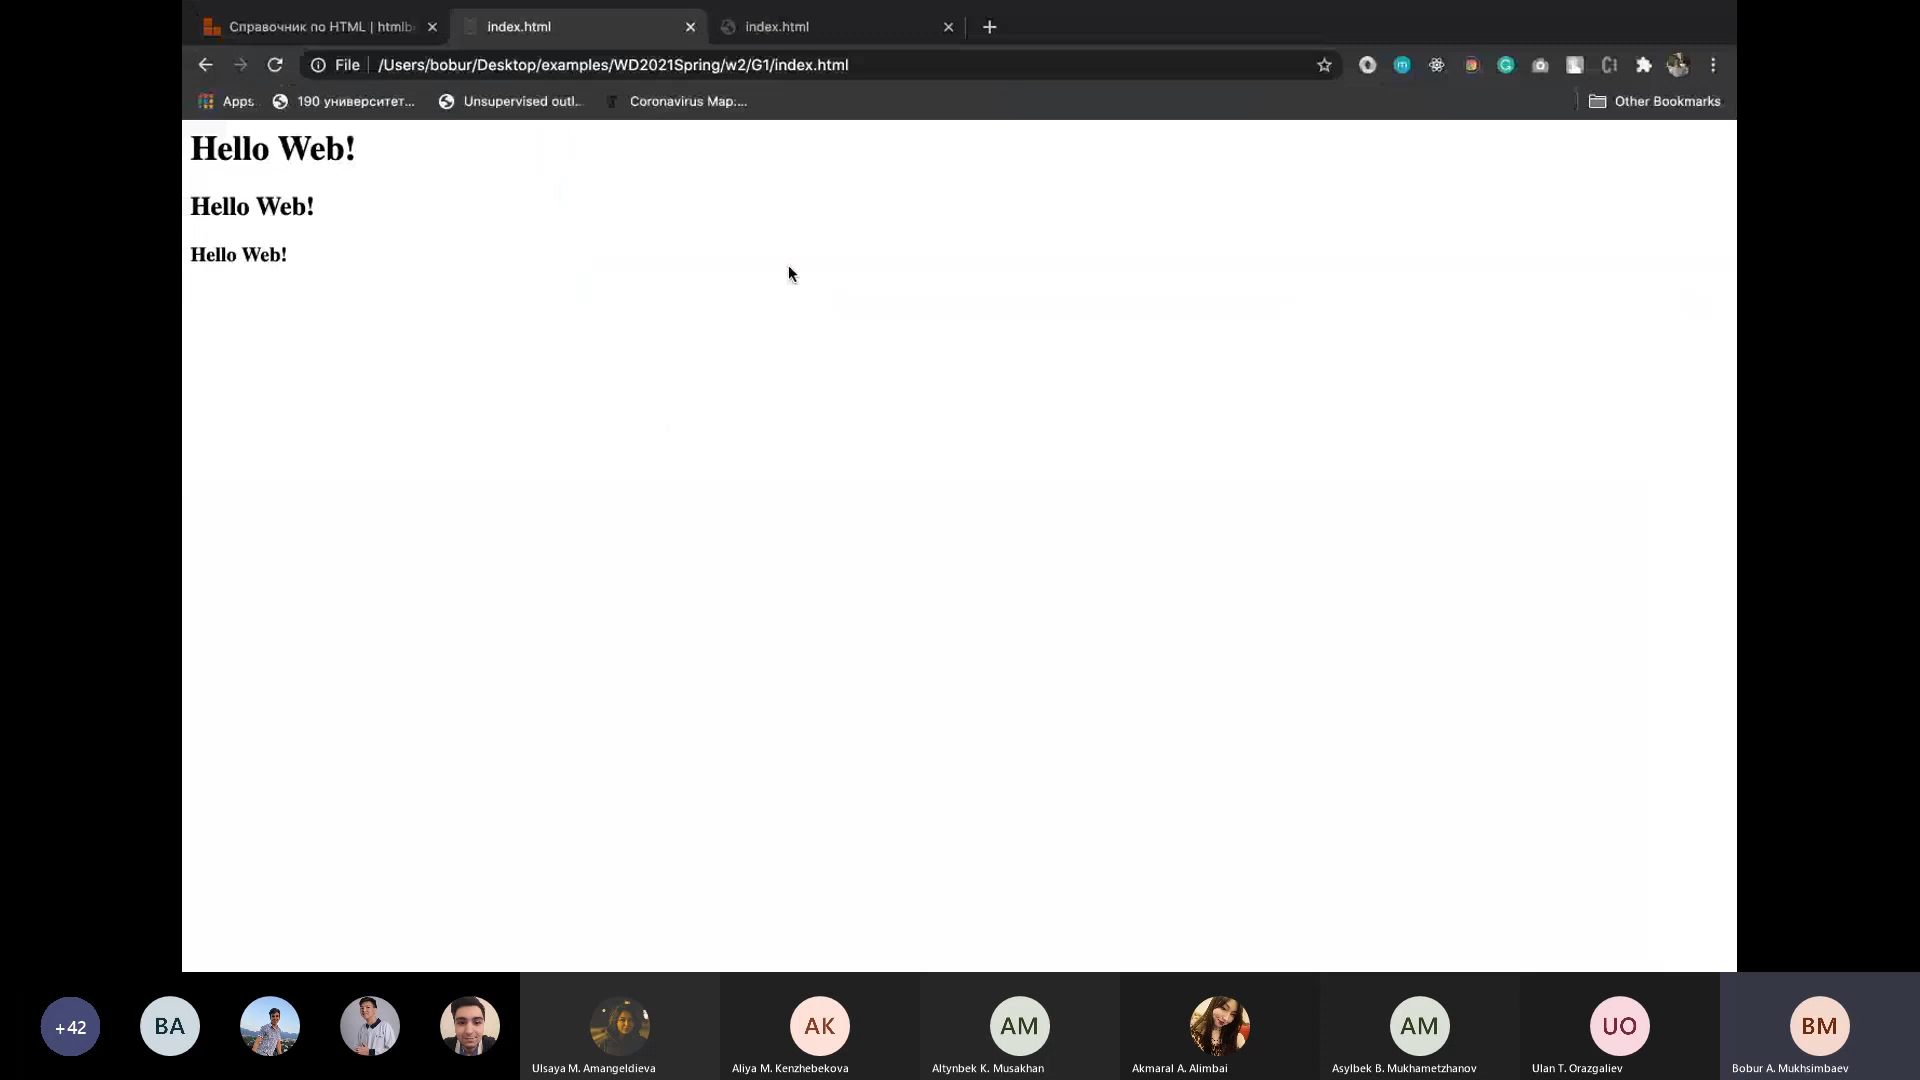 Справочник по HTML | htmlb
index.html
index.html
File
/Users/bobur/Desktop/examples/WD2021Spring/w2/G1/index.html
Apps
190 университет...
Unsupervised outl...
Coronavirus Map:...
Other Bookmarks
Hello Web!
Hello Web!
Hello Web!
+42
BA
AK
AM
AM
UO
BM
Ulsaya M. Amangeldieva
Aliya M. Kenzhebekova
Altynbek K. Musakhan
Akmaral A. Alimbai
Asylbek B. Mukhametzhanov
Ulan T. Orazgaliev
Bobur A. Mukhsimbaev